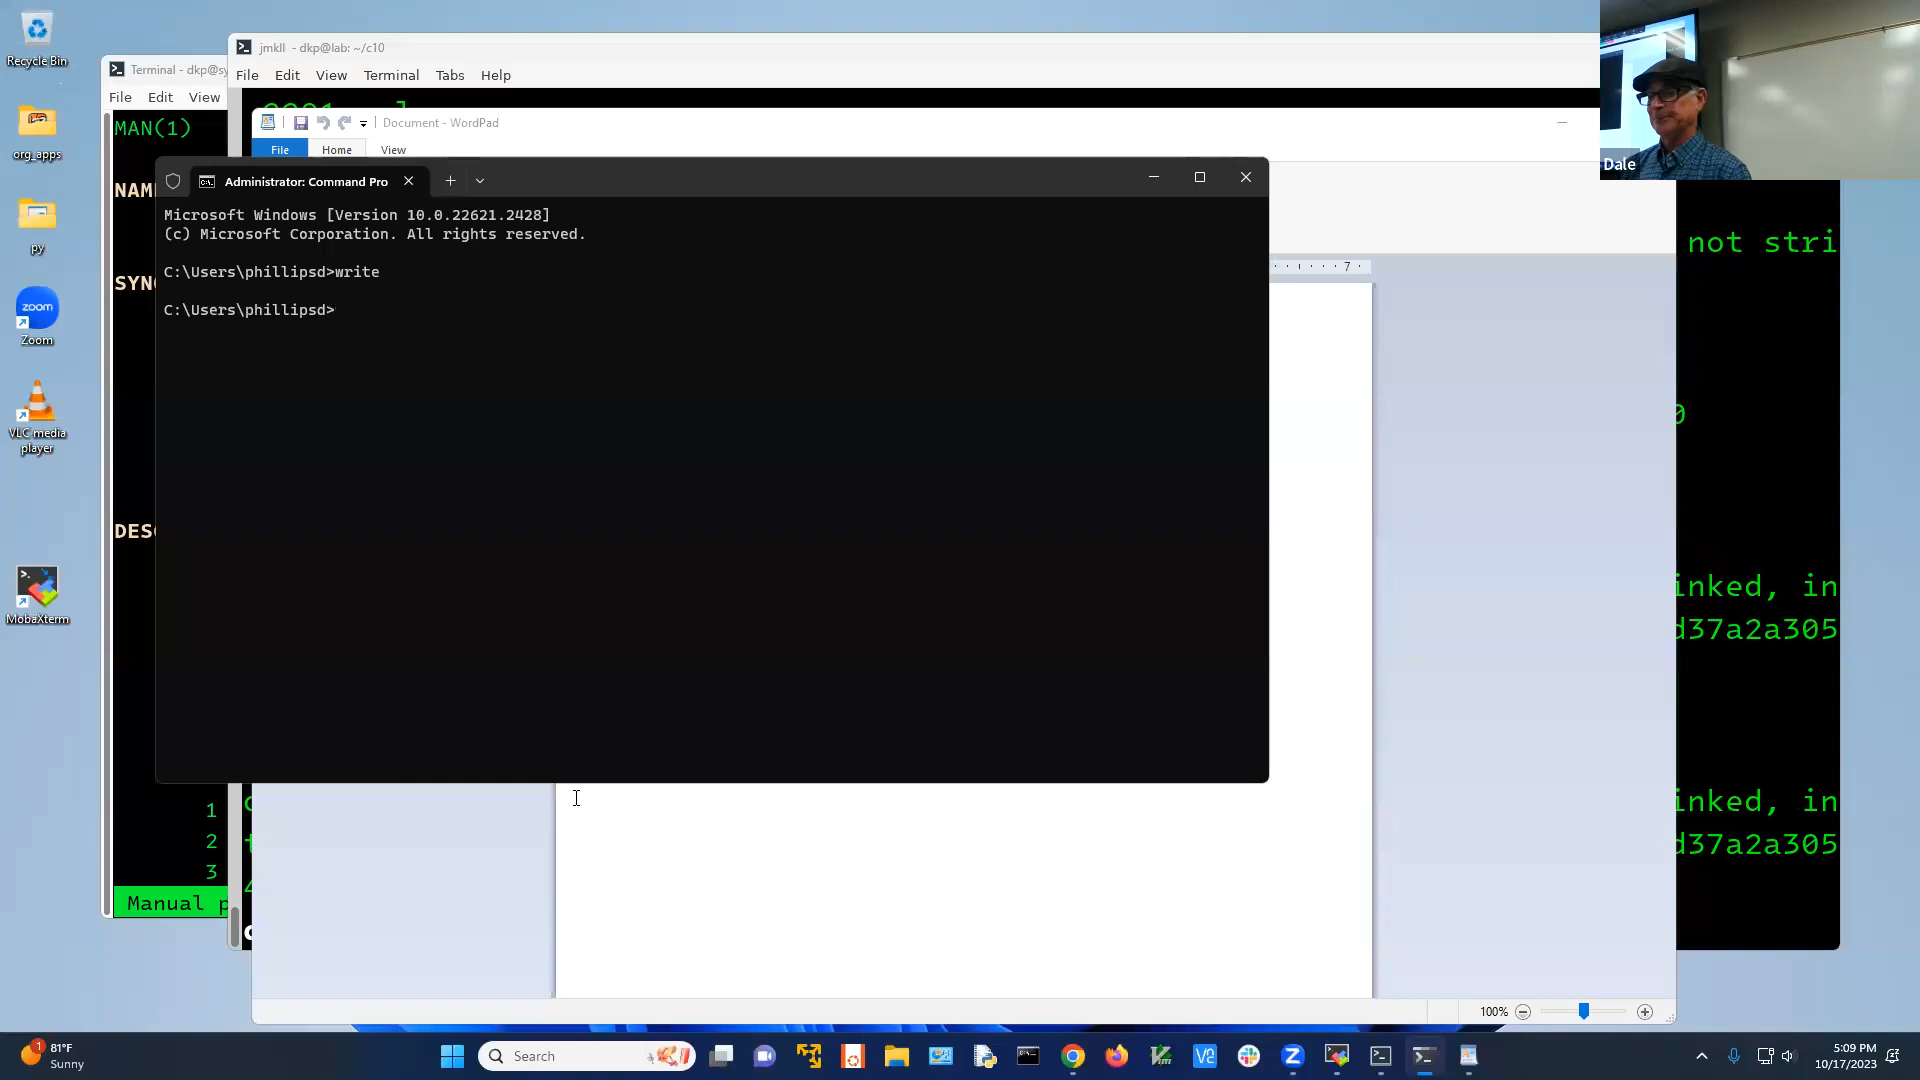 Recycle Bin
org_apps
py
zoom
Zoom
VLC media
player
MobaXterm
Terminal - dkp@sy
File Edit View
MAN(1)
NAM
SYN
DESC
1
2
3
Manual p
jmkll - dkp@lab: ~/c10
File Edit View Terminal Tabs Help
Document - WordPad
File Home View
Administrator: Command Pro
Microsoft Windows [Version 10.0.22621.2428]
(c) Microsoft Corporation. All rights reserved.
C:\Users\phillipsd>write
C:\Users\phillipsd>
7
not stri
inked, in
d37a2a305
inked, in
d37a2a305
Dale
100%
1
81°F
Sunny
Search
5:09 PM
10/17/2023